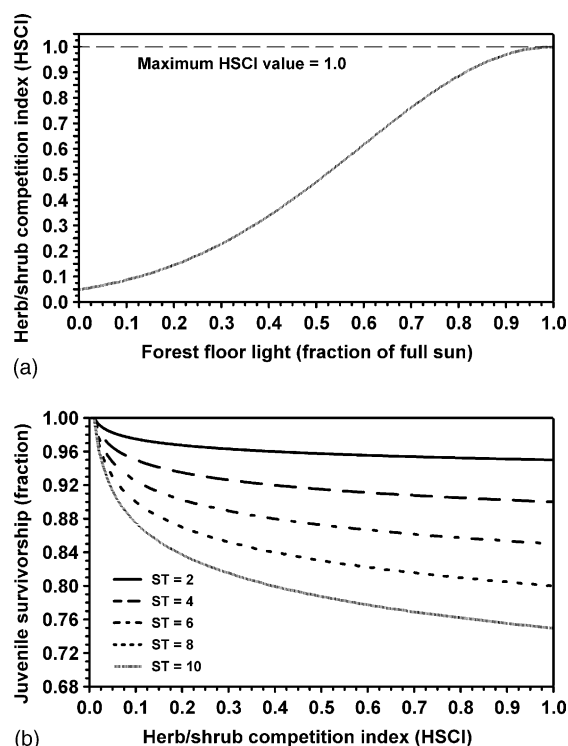 Herb/shrub competition index (HSCI)
1.0
0.9
0.8
0.7
0.6
0.5
0.4
0.3
0.2
0.1
0.0
Maximum HSCI value = 1.0
0.0 0.1 0.2 0.3 0.4 0.5 0.6 0.7 0.8 0.9 1.0
Forest floor light (fraction of full sun)
(a)
Juvenile survivorship (fraction)
1.00
0.96
0.92
0.88
0.84
0.80
0.76
0.72
0.68
ST = 2
ST = 4
ST = 6
ST = 8
ST = 10
0.0 0.1 0.2 0.3 0.4 0.5 0.6 0.7 0.8 0.9 1.0
Herb/shrub competition index (HSCI)
(b)